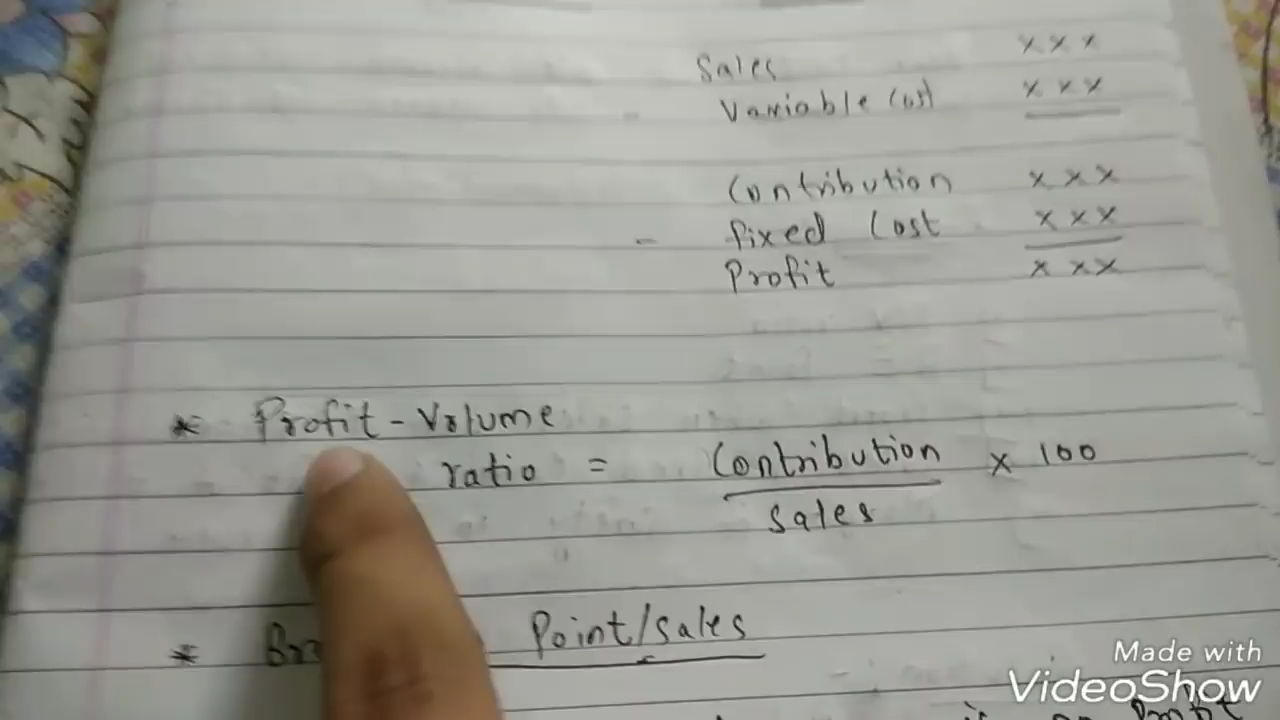 Sales xxx
- Variable Cost xxx
Contribution xxx
- Fixed Cost xxx
Profit xxx
* Profit-Volume
ratio = Contribution × 100
Sales
* Point/Sales
Made with
VideoShow